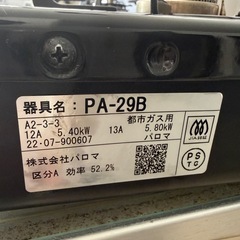 器具名： PA-29B
A2-3-3 都市ガス用
12A 5.40kW 13A 5.80kW
22・07-900607 パロマ
株式会社パロマ
区分A 効率 52.2%
PS
TG